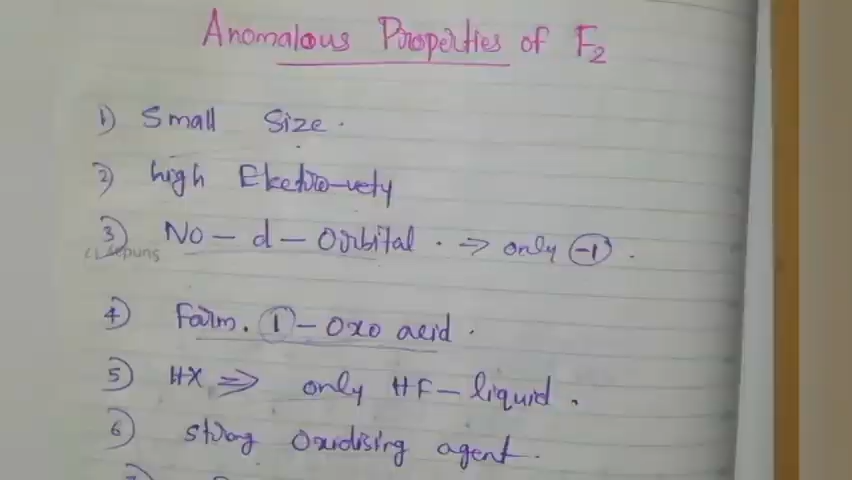 Anomalous Properties of F2
1) Small Size.
2) high Electro-vety
3) No-d-Orbital. ⇒ only (-1).
4) Form. (1)-Oxo acid.
5) HX ⇒ only HF-liquid.
6) strong Oxidising agent.